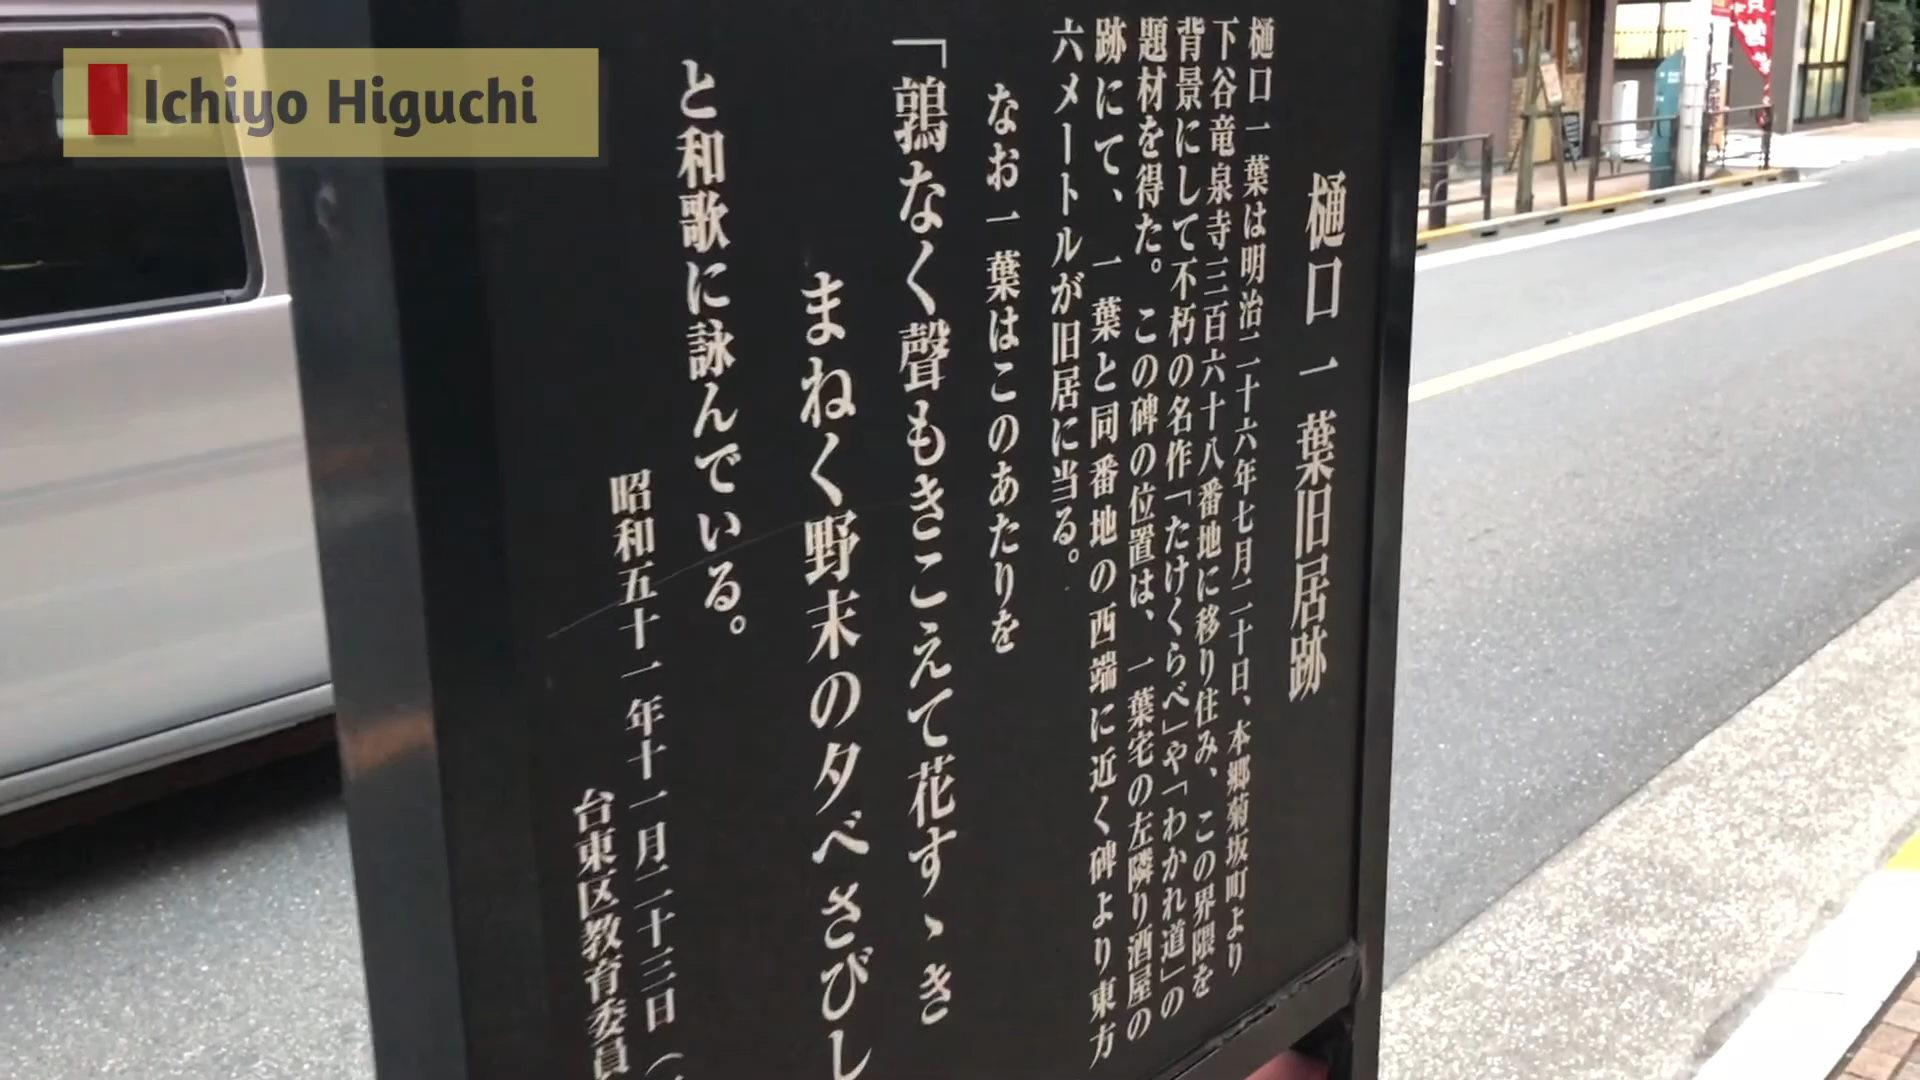 Ichiyo Higuchi
樋口一葉旧居跡
樋口一葉は明治二十六年七月二十日、本郷菊坂町より
下谷竜泉寺三百六十八番地に移り住み、この界隈を
背景にして不朽の名作「たけくらべ」や「わかれ道」の
題材を得た。この碑の位置は、一葉宅の左隣り酒屋の
跡にて、一葉と同番地の西端に近く碑より東方
六メートルが旧居に当る。
なお一葉はこのあたりを
「鶉なく聲もきこえて花すゝき
まねく野末の夕べさびし
と和歌に詠んでいる。
昭和五十一年十一月二十三日（
台東区教育委員